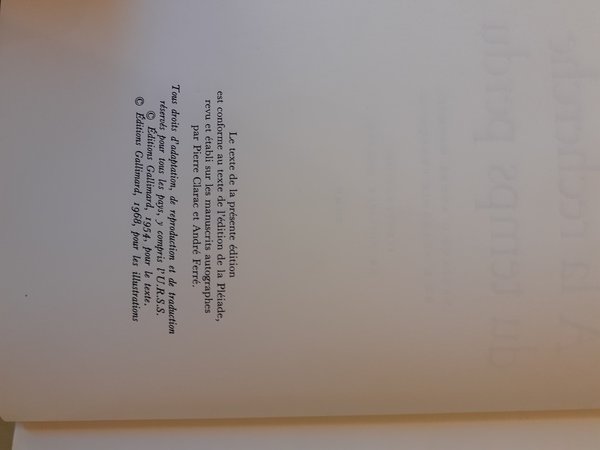 Le texte de la présente édition
est conforme au texte de l'édition de la Pléiade,
revu et établi sur les manuscrits autographes
par Pierre Clarac et André Ferré.
Tous droits d'adaptation, de reproduction et de traduction
réservés pour tous les pays, y compris l'U.R.S.S.
© Éditions Gallimard, 1954, pour le texte.
© Éditions Gallimard, 1968, pour les illustrations